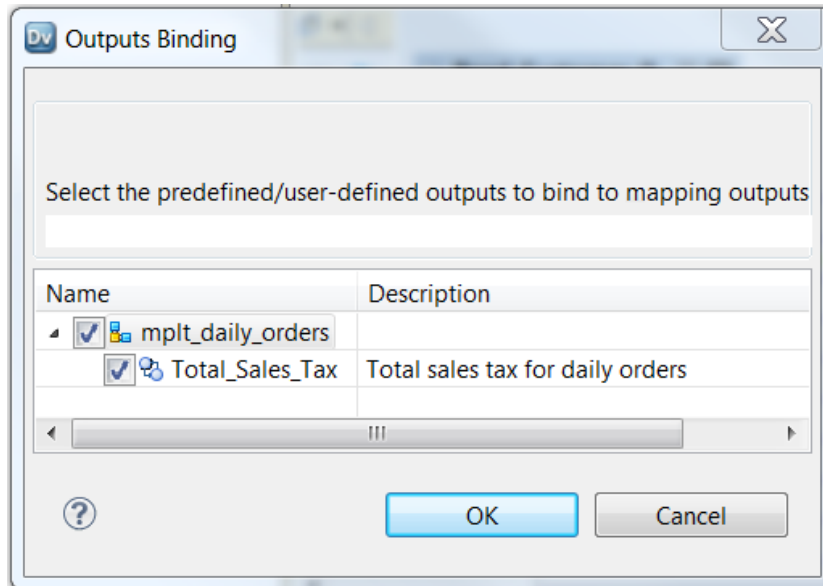 Dv Outputs Binding
Select the predefined/user-defined outputs to bind to mapping outputs
Name Description
mplt_daily_orders
Total_Sales_Tax Total sales tax for daily orders
? OK Cancel